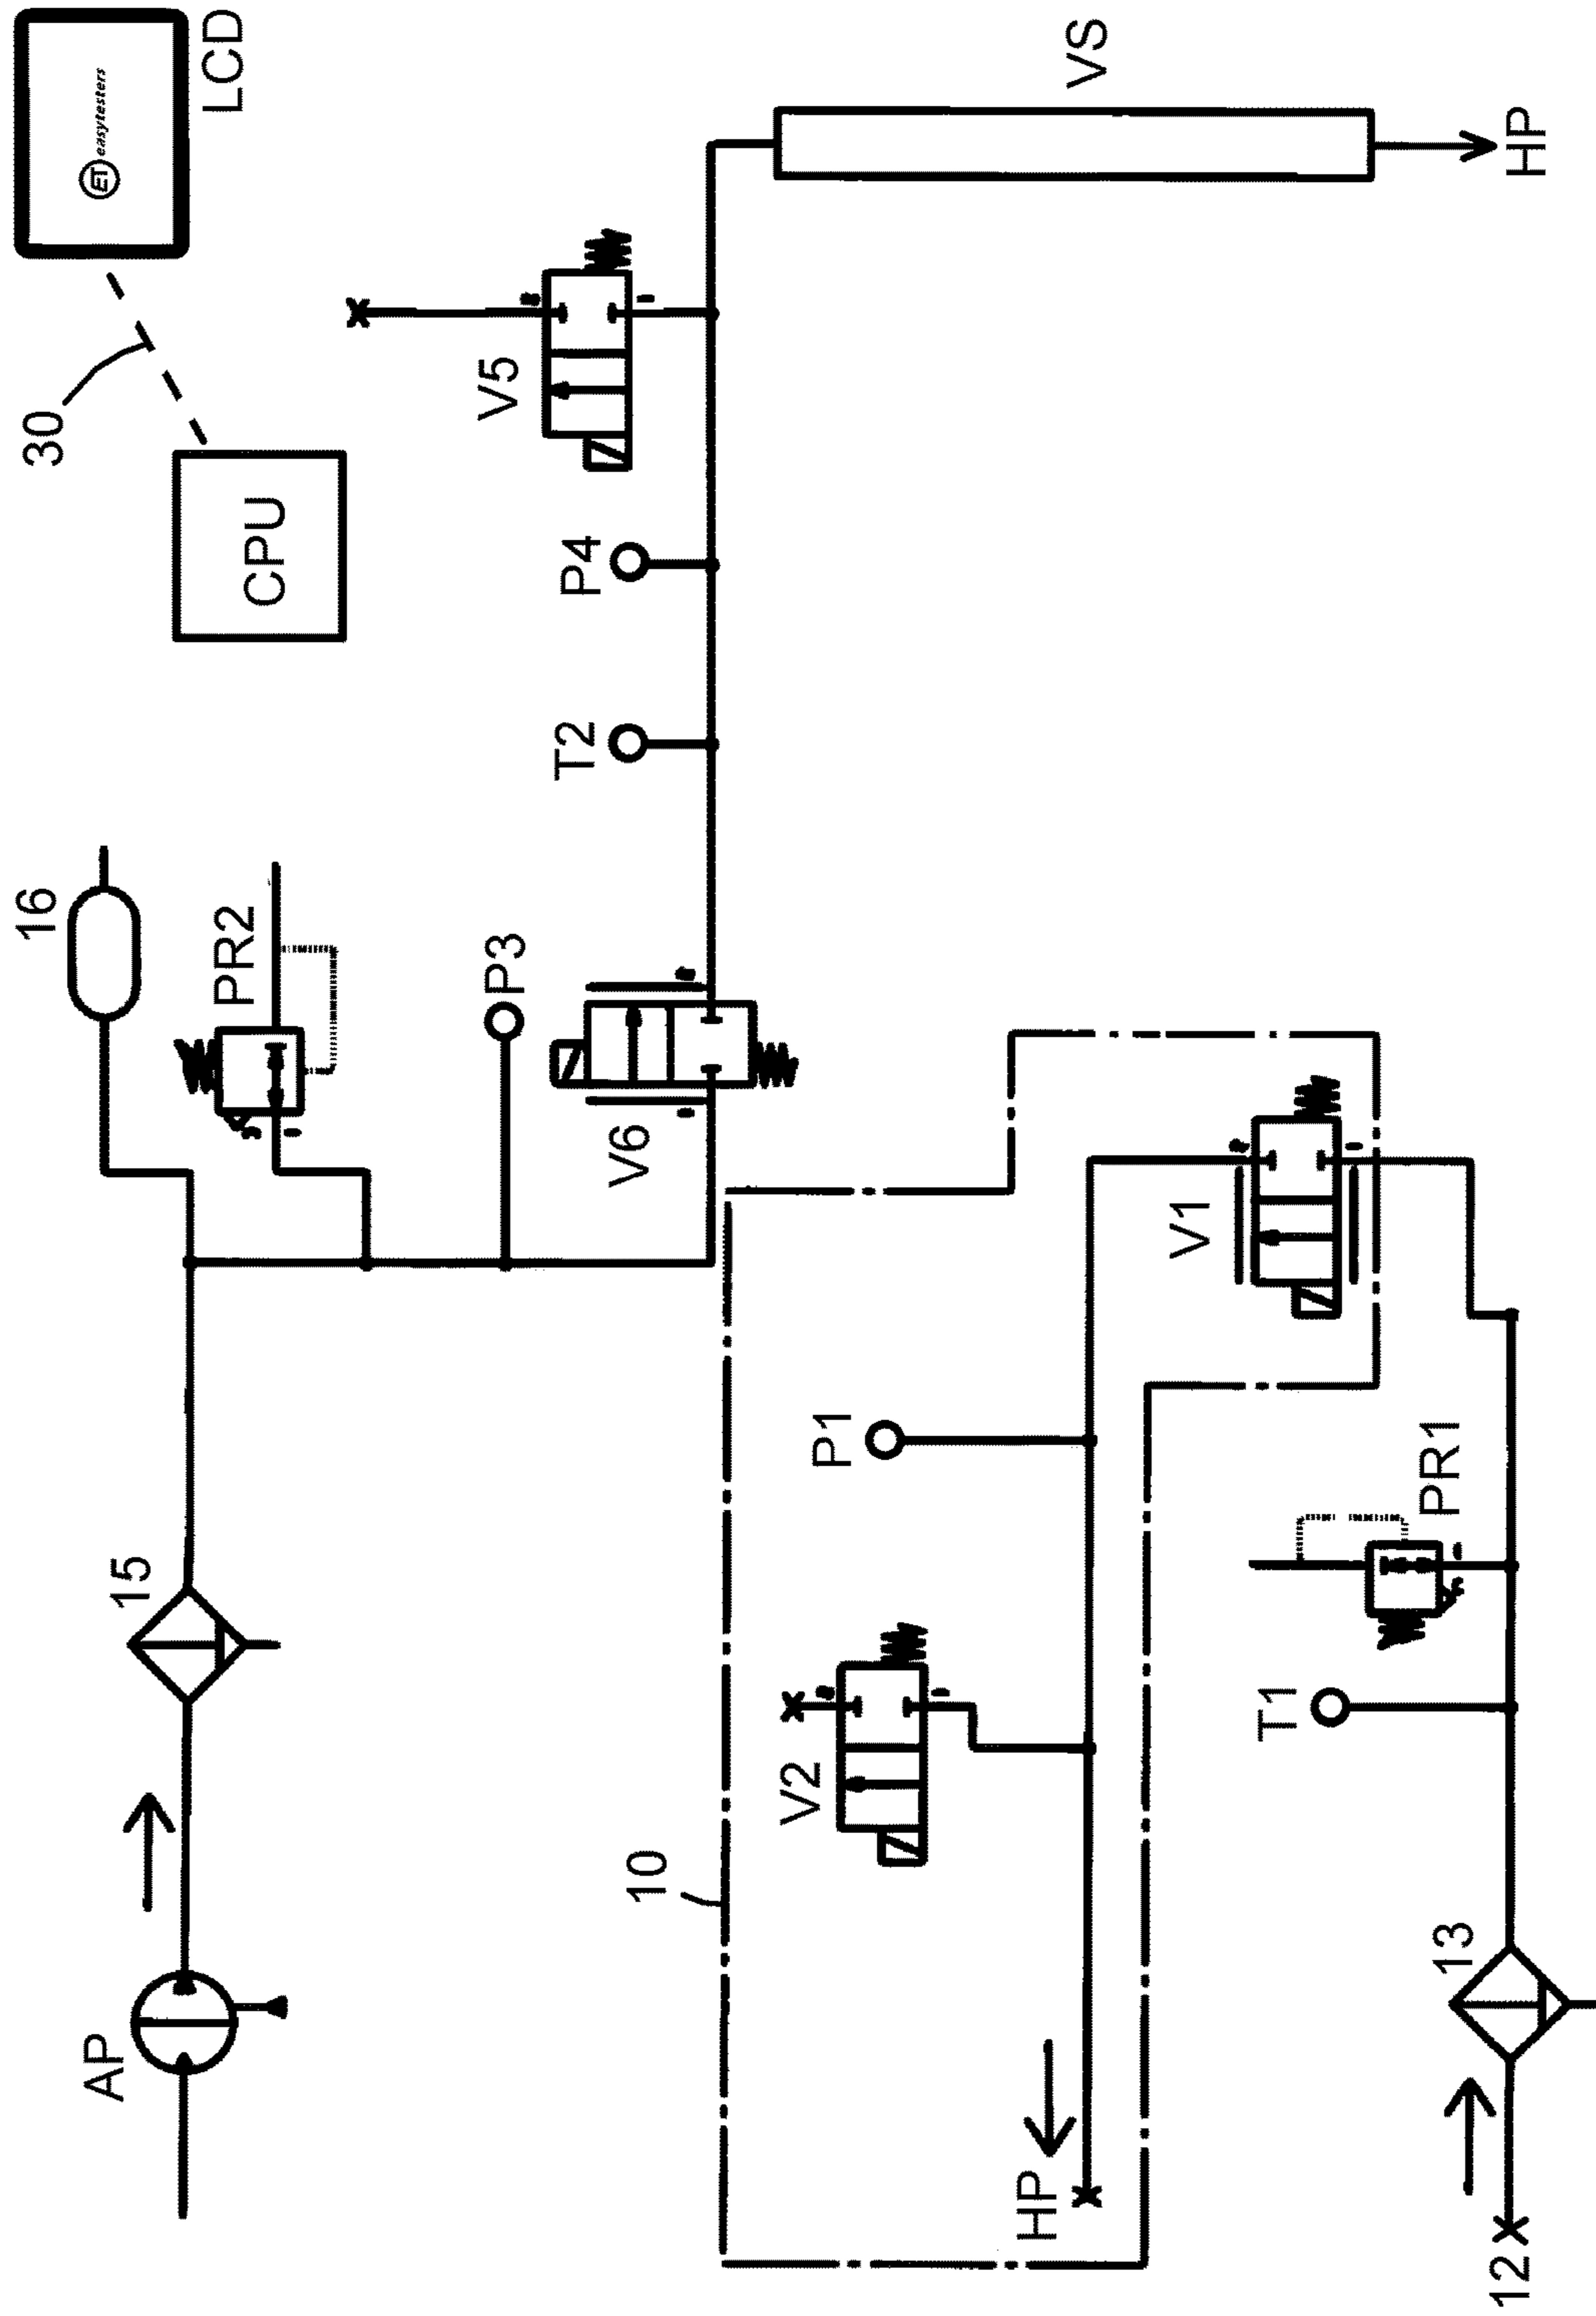 16
30
ET easytesters
AP
15
LCD
PR2
CPU
V5
P3
T2
P4
V6
10
V2
P1
HP
VS
V1
T1
PR1
13
12
HP